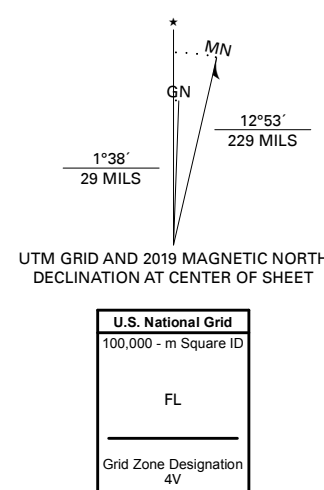 ★
MN
GN
12°53´
229 MILS
1°38´
29 MILS
UTM GRID AND 2019 MAGNETIC NORTH
DECLINATION AT CENTER OF SHEET
U.S. National Grid
100,000 - m Square ID
FL
Grid Zone Designation
4V